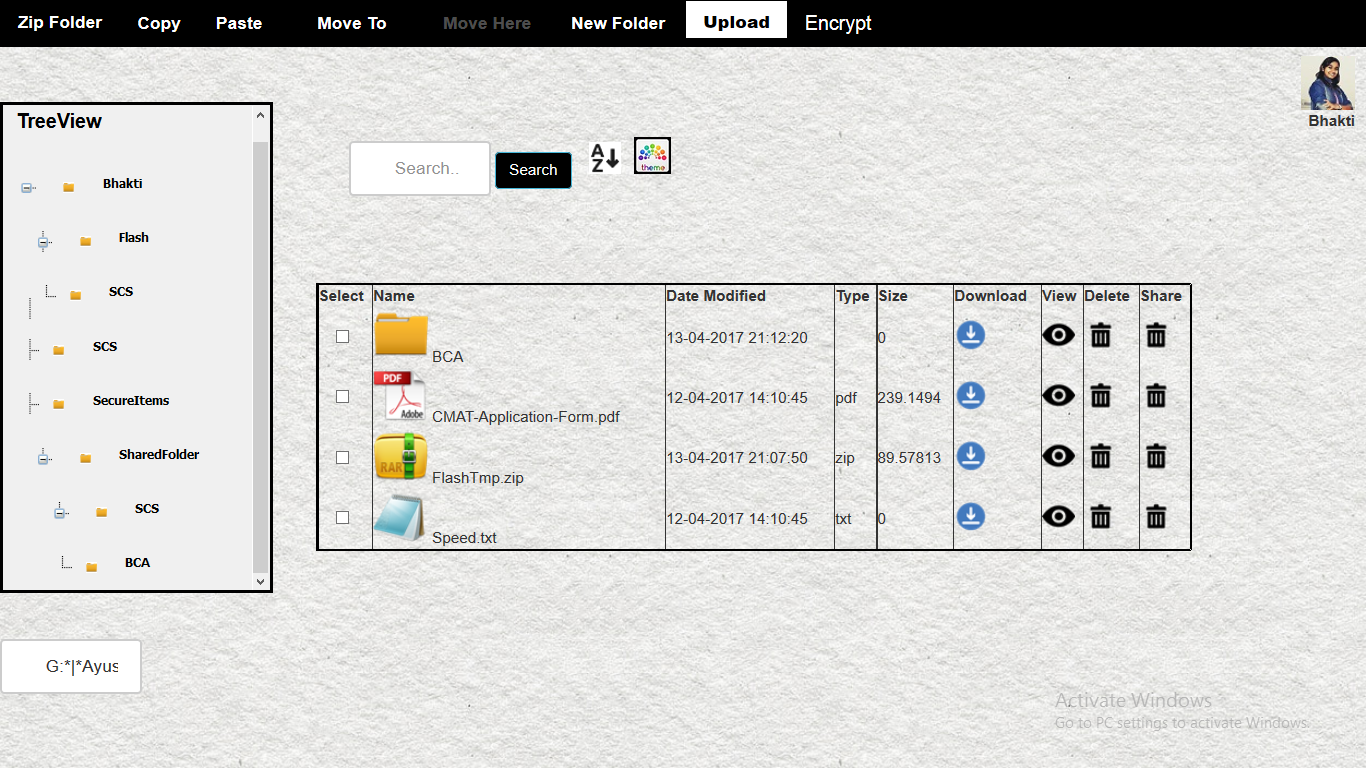 Zip Folder Copy Paste Move To Move Here New Folder Upload Encrypt
Bhakti
TreeView
Bhakti
Flash
SCS
SCS
SecureItems
SharedFolder
SCS
BCA
Search.. Search A Z theme
Select Name Date Modified Type Size Download View Delete Share
BCA 13-04-2017 21:12:20 0
PDF Adobe CMAT-Application-Form.pdf 12-04-2017 14:10:45 pdf 239.1494
RAR FlashTmp.zip 13-04-2017 21:07:50 zip 89.57813
Speed.txt 12-04-2017 14:10:45 txt 0
G:*|*Ayus
Activate Windows
Go to PC settings to activate Windows.